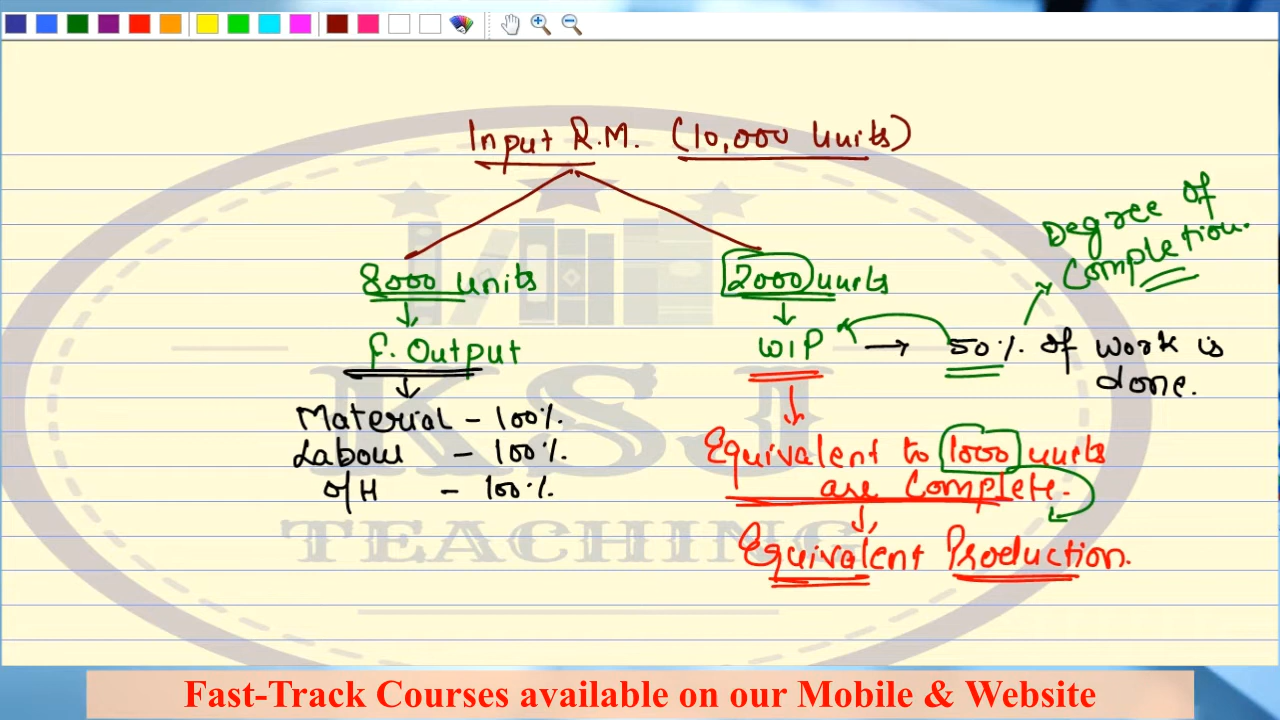 Input R.M. (10,000 Units)
Degree of
Completion.
8000 Units
2000 units
F. Output
WIP → 50% of work is
done.
Material - 100%
Labour - 100%
O/H - 100%
Equivalent to 1000 units
are Complete.
Equivalent Production.
KSJ
TEACHING
Fast-Track Courses available on our Mobile & Website